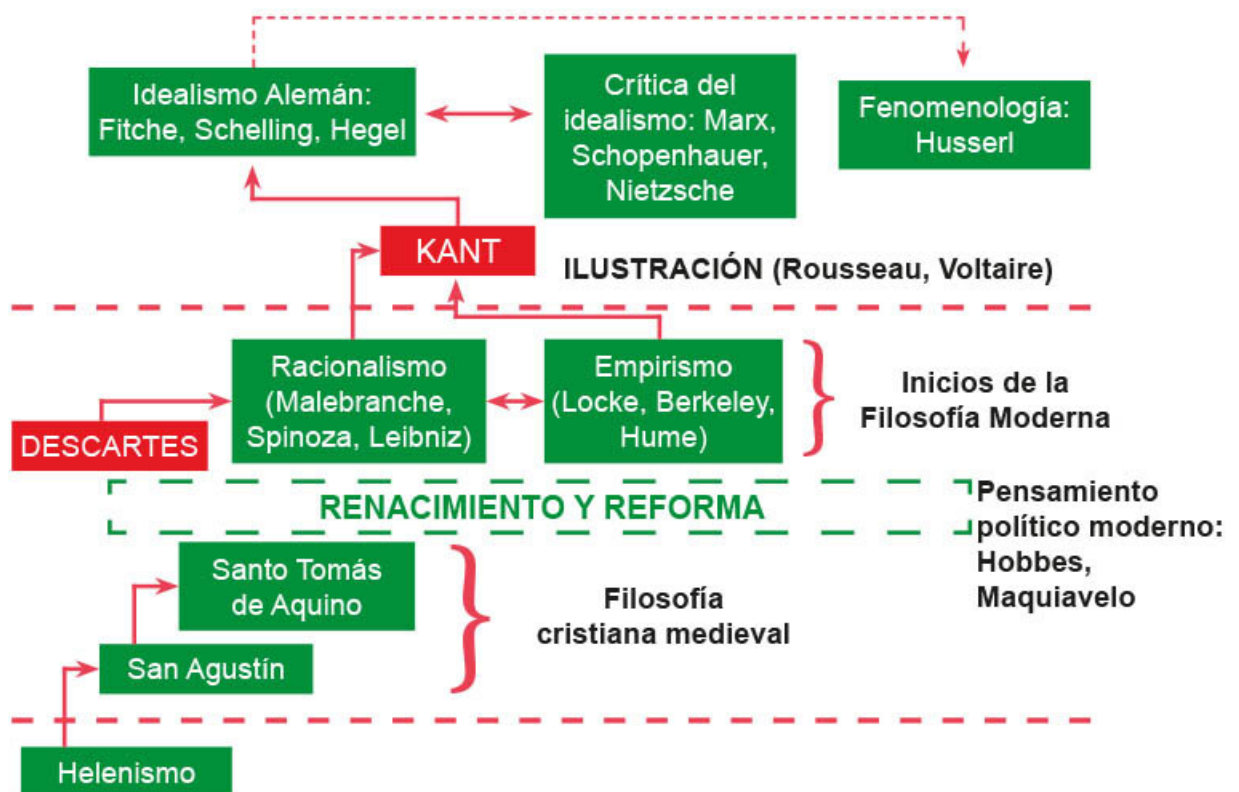 Idealismo Alemán:
Fitche, Schelling, Hegel
Crítica del
idealismo: Marx,
Schopenhauer,
Nietzsche
Fenomenología:
Husserl
KANT
ILUSTRACIÓN (Rousseau, Voltaire)
Racionalismo
(Malebranche,
Spinoza, Leibniz)
Empirismo
(Locke, Berkeley,
Hume)
Inicios de la
Filosofía Moderna
DESCARTES
RENACIMIENTO Y REFORMA
Pensamiento
político moderno:
Hobbes,
Maquiavelo
Santo Tomás
de Aquino
Filosofía
cristiana medieval
San Agustín
Helenismo